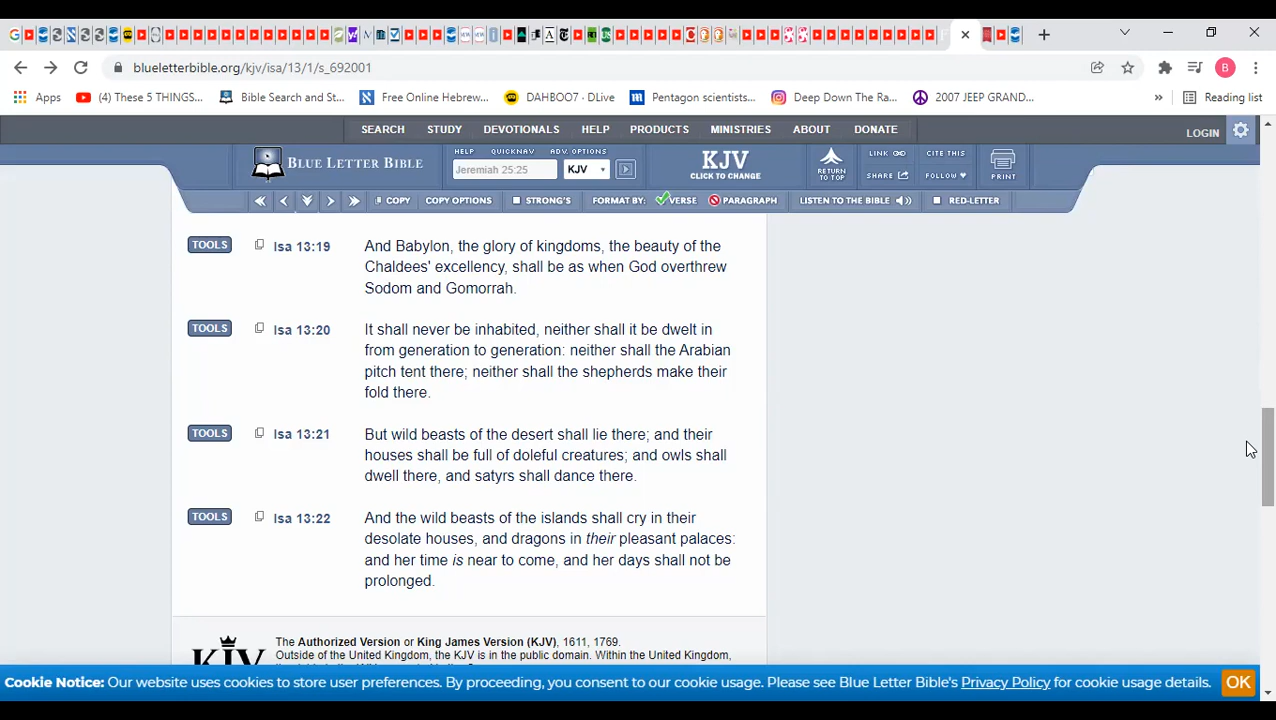 blueletterbible.org/kjv/isa/13/1/s_692001
B
Apps (4) These 5 THINGS... Bible Search and St... Free Online Hebrew... DAHBOO7 · DLive Pentagon scientists... Deep Down The Ra... 2007 JEEP GRAND... » Reading list
SEARCH STUDY DEVOTIONALS HELP PRODUCTS MINISTRIES ABOUT DONATE
LOGIN
HELP QUICKNAV ADV. OPTIONS
BLUE LETTER BIBLE
Jeremiah 25:25 KJV
KJV
CLICK TO CHANGE
RETURN TO TOP
LINK CITE THIS
SHARE FOLLOW
PRINT
COPY COPY OPTIONS STRONG'S FORMAT BY: VERSE PARAGRAPH LISTEN TO THE BIBLE RED-LETTER
TOOLS Isa 13:19 And Babylon, the glory of kingdoms, the beauty of the
Chaldees' excellency, shall be as when God overthrew
Sodom and Gomorrah.
TOOLS Isa 13:20 It shall never be inhabited, neither shall it be dwelt in
from generation to generation: neither shall the Arabian
pitch tent there; neither shall the shepherds make their
fold there.
TOOLS Isa 13:21 But wild beasts of the desert shall lie there; and their
houses shall be full of doleful creatures; and owls shall
dwell there, and satyrs shall dance there.
TOOLS Isa 13:22 And the wild beasts of the islands shall cry in their
desolate houses, and dragons in their pleasant palaces:
and her time is near to come, and her days shall not be
prolonged.
KJV
The Authorized Version or King James Version (KJV), 1611, 1769.
Outside of the United Kingdom, the KJV is in the public domain. Within the United Kingdom,
Cookie Notice: Our website uses cookies to store user preferences. By proceeding, you consent to our cookie usage. Please see Blue Letter Bible's Privacy Policy for cookie usage details. OK